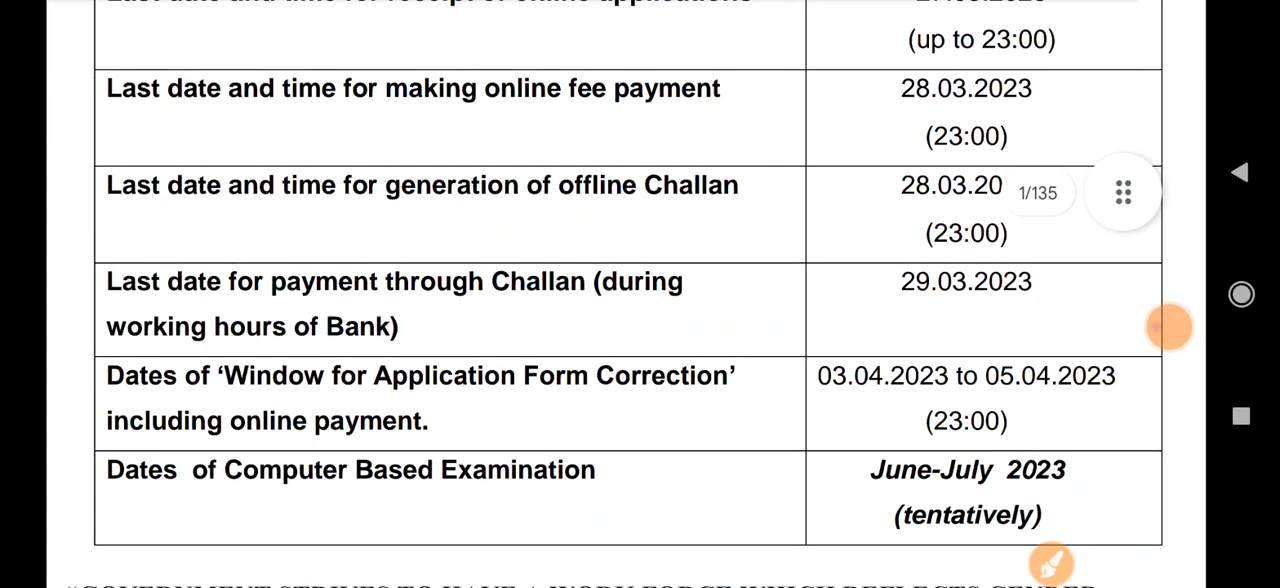 (up to 23:00)
Last date and time for making online fee payment
28.03.2023
(23:00)
Last date and time for generation of offline Challan
28.03.20
1/135
(23:00)
Last date for payment through Challan (during
29.03.2023
working hours of Bank)
Dates of ‘Window for Application Form Correction’
03.04.2023 to 05.04.2023
including online payment.
(23:00)
Dates of Computer Based Examination
June-July 2023
(tentatively)